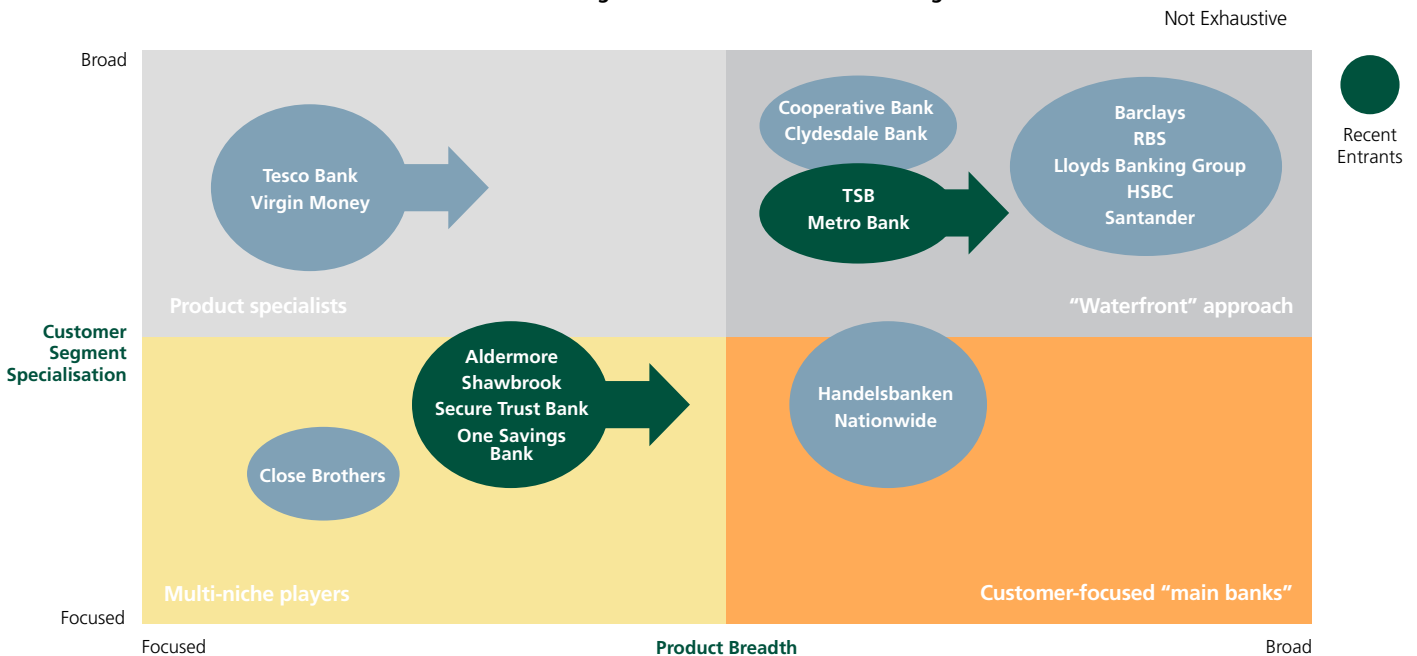 Not Exhaustive
Broad
Cooperative Bank
Clydesdale Bank
Barclays
RBS
Lloyds Banking Group
HSBC
Santander
Recent
Entrants
Tesco Bank
Virgin Money
TSB
Metro Bank
Product specialists
“Waterfront” approach
Customer
Segment
Specialisation
Aldermore
Shawbrook
Secure Trust Bank
One Savings
Bank
Handelsbanken
Nationwide
Close Brothers
Multi-niche players
Customer-focused “main banks”
Focused
Focused
Product Breadth
Broad